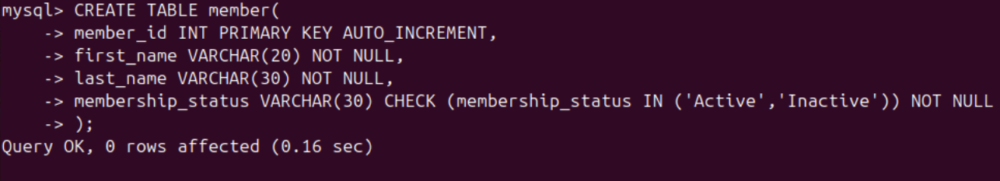 mysql> CREATE TABLE member(
    -> member_id INT PRIMARY KEY AUTO_INCREMENT,
    -> first_name VARCHAR(20) NOT NULL,
    -> last_name VARCHAR(30) NOT NULL,
    -> membership_status VARCHAR(30) CHECK (membership_status IN ('Active','Inactive')) NOT NULL
    -> );
Query OK, 0 rows affected (0.16 sec)